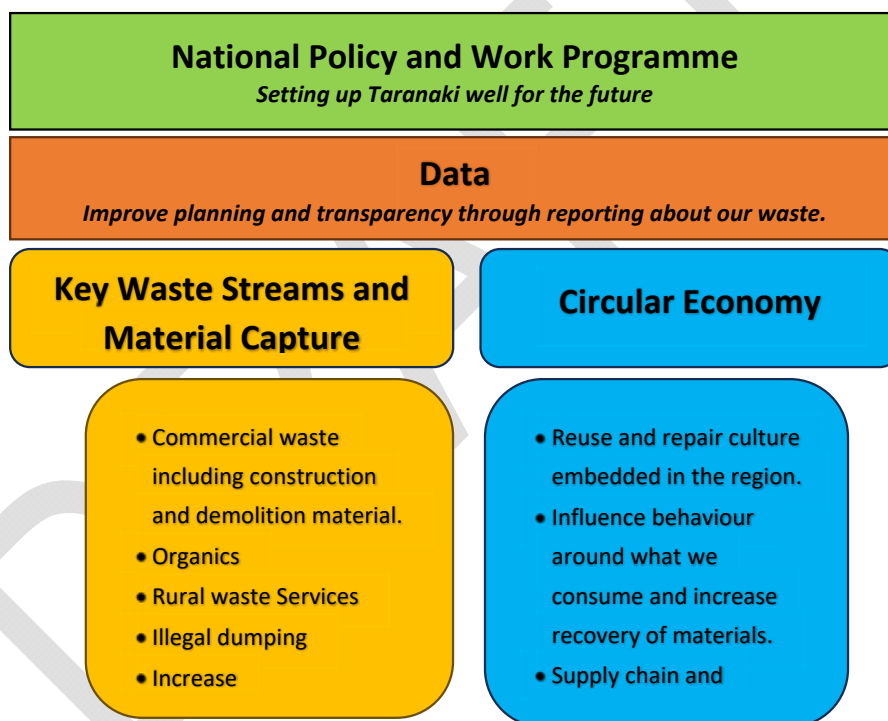 National Policy and Work Programme
Setting up Taranaki well for the future
Data
Improve planning and transparency through reporting about our waste.
Key Waste Streams and
Material Capture
Circular Economy
• Commercial waste
including construction
and demolition material.
• Organics
• Rural waste Services
• Illegal dumping
• Increase
• Reuse and repair culture
embedded in the region.
• Influence behaviour
around what we
consume and increase
recovery of materials.
• Supply chain and